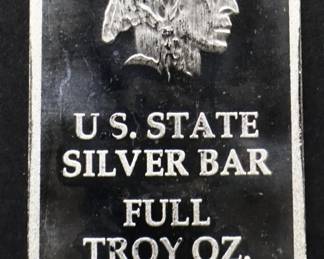 U S. STATE
SILVER BAR
FULL
TROY OZ.